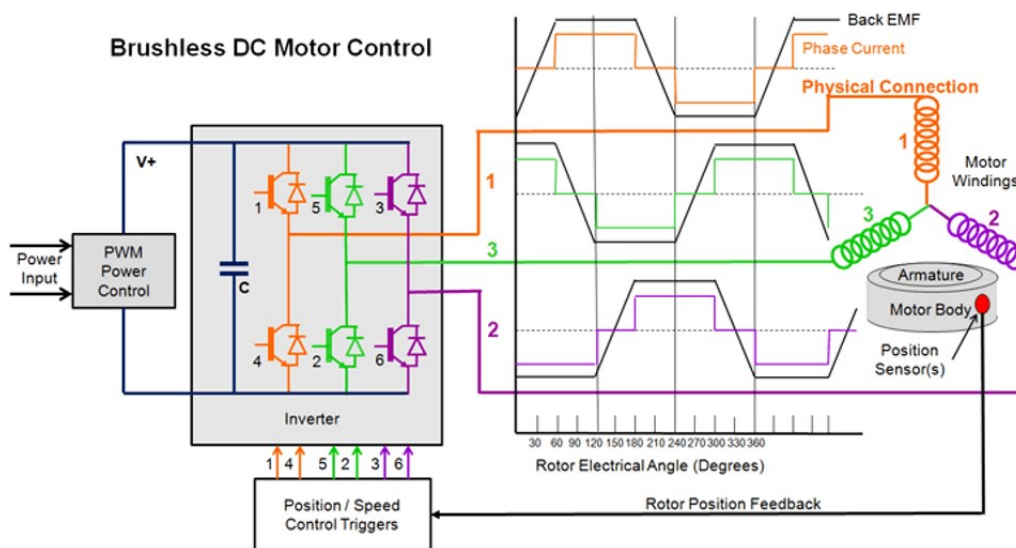 Brushless DC Motor Control
Back EMF
Phase Current
Physical Connection
V+
1
5
3
1
1
Motor
Windings
3
2
Power
Input
PWM
Power
Control
C
3
Armature
Motor Body
4
2
6
2
Position
Sensor(s)
Inverter
30 60 90 120 150 180 210 240 270 300 330 360
Rotor Electrical Angle (Degrees)
1 4 5 2 3 6
Position / Speed
Control Triggers
Rotor Position Feedback